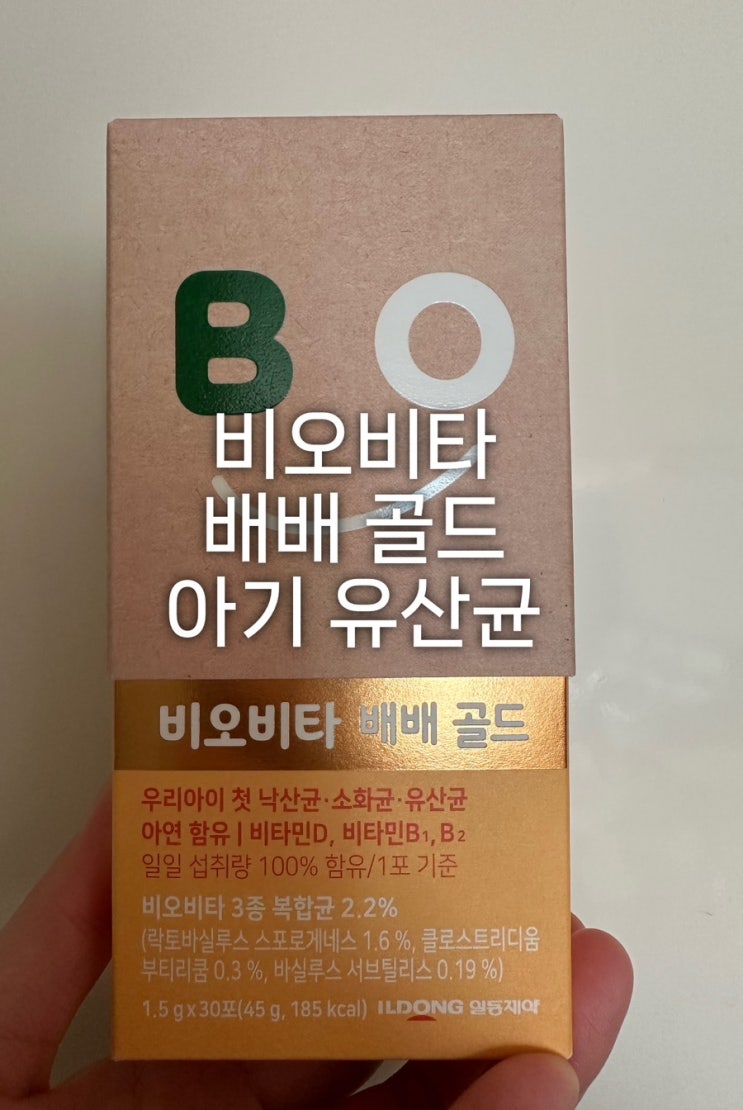 B O
비오비타
배배 골드
아기 유산균
비오비타 배배 골드
우리아이 첫 낙산균·소화균·유산균
아연 함유 | 비타민D, 비타민B₁, B₂
일일 섭취량 100% 함유/1포 기준
비오비타 3종 복합균 2.2%
(락토바실루스 스포로게네스 1.6 %, 클로스트리디움
부티리쿰 0.3 %, 바실루스 서브틸리스 0.19 %)
1.5 g x 30포(45 g, 185 kcal) ILDONG 일동제약